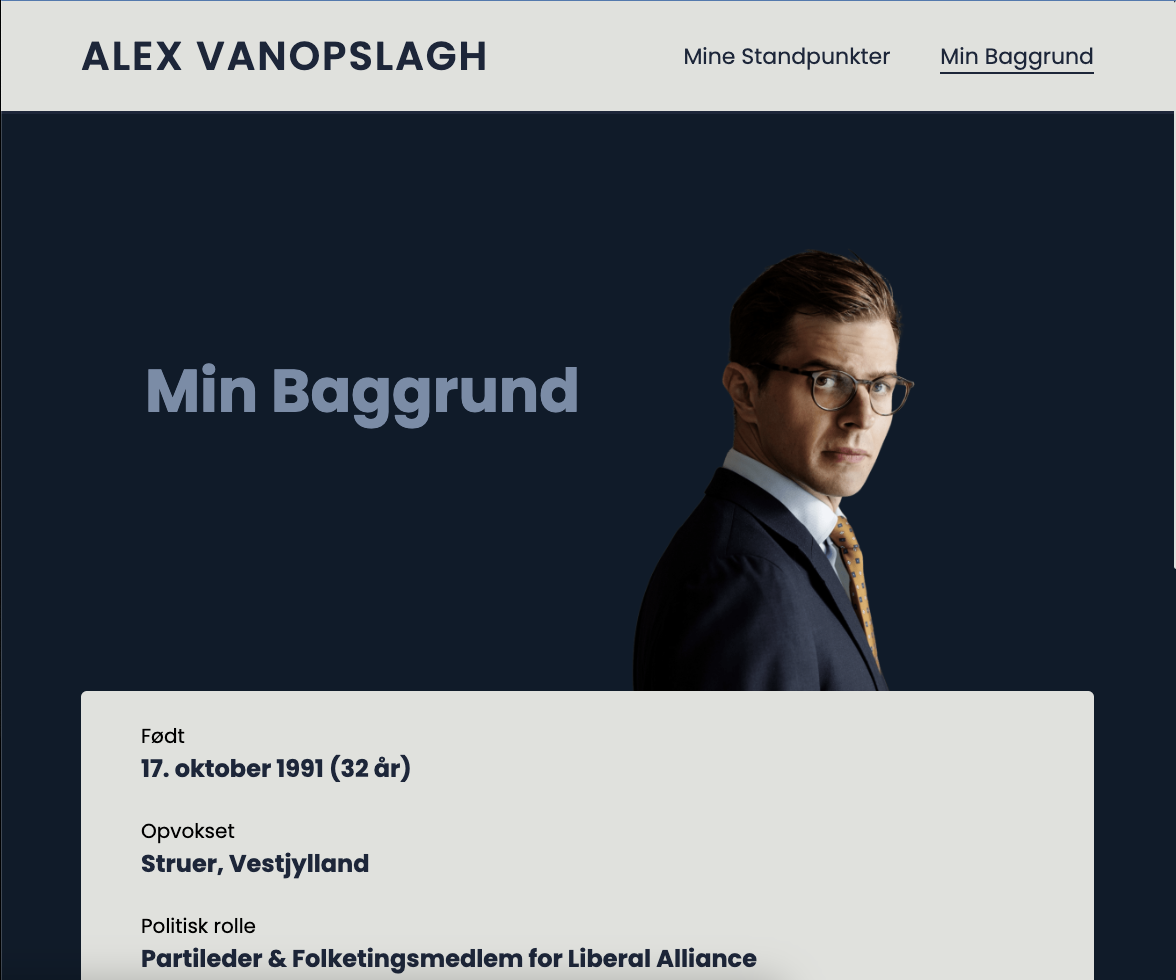 ALEX VANOPSLAGH
Mine Standpunkter
Min Baggrund
Min Baggrund
Født
17. oktober 1991 (32 år)
Opvokset
Struer, Vestjylland
Politisk rolle
Partileder & Folketingsmedlem for Liberal Alliance